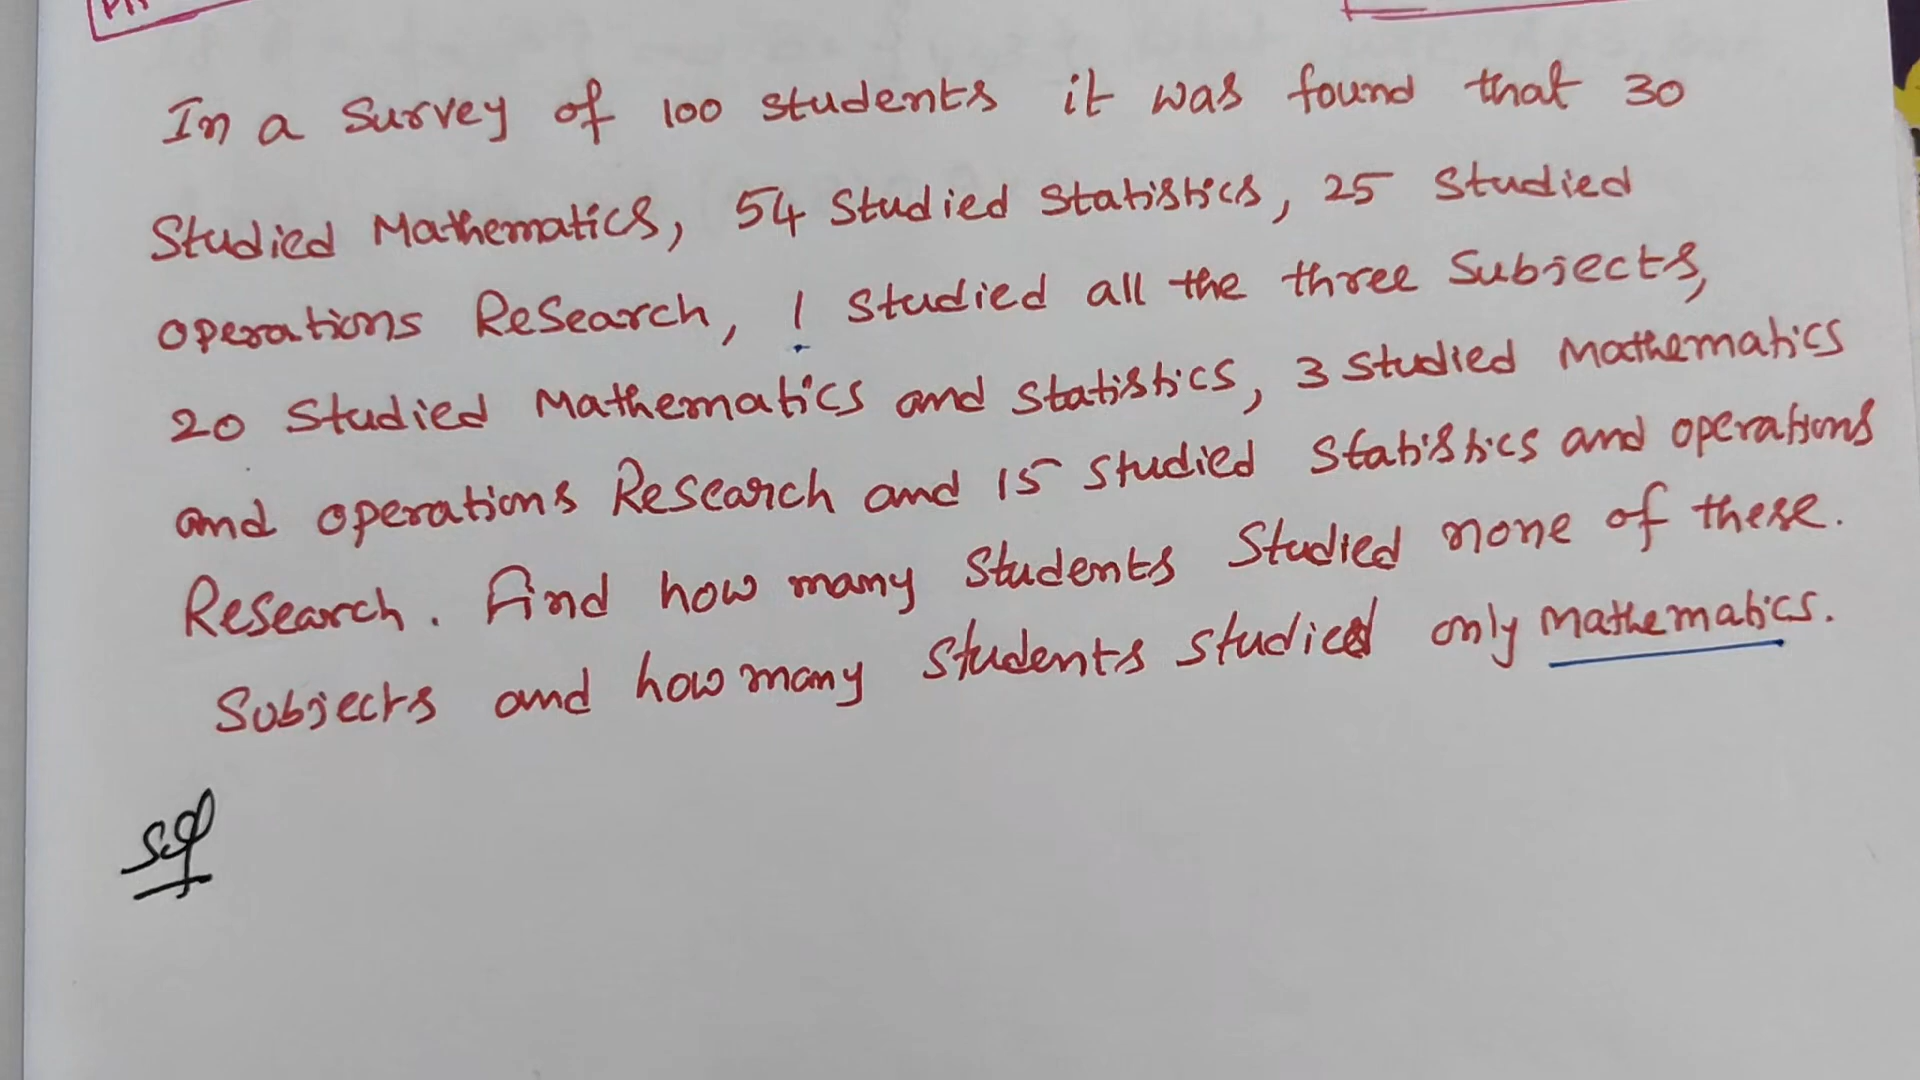 In a survey of 100 students it was found that 30
Studied Mathematics, 54 Studied Statistics, 25 Studied
operations Research, 1 Studied all the three Subjects,
20 Studied Mathematics and Statistics, 3 Studied Mathematics
and operations Research and 15 Studied Statistics and operations
Research. Find how many Students Studied none of these.
Subjects and how many Students studied only Mathematics.
Sol